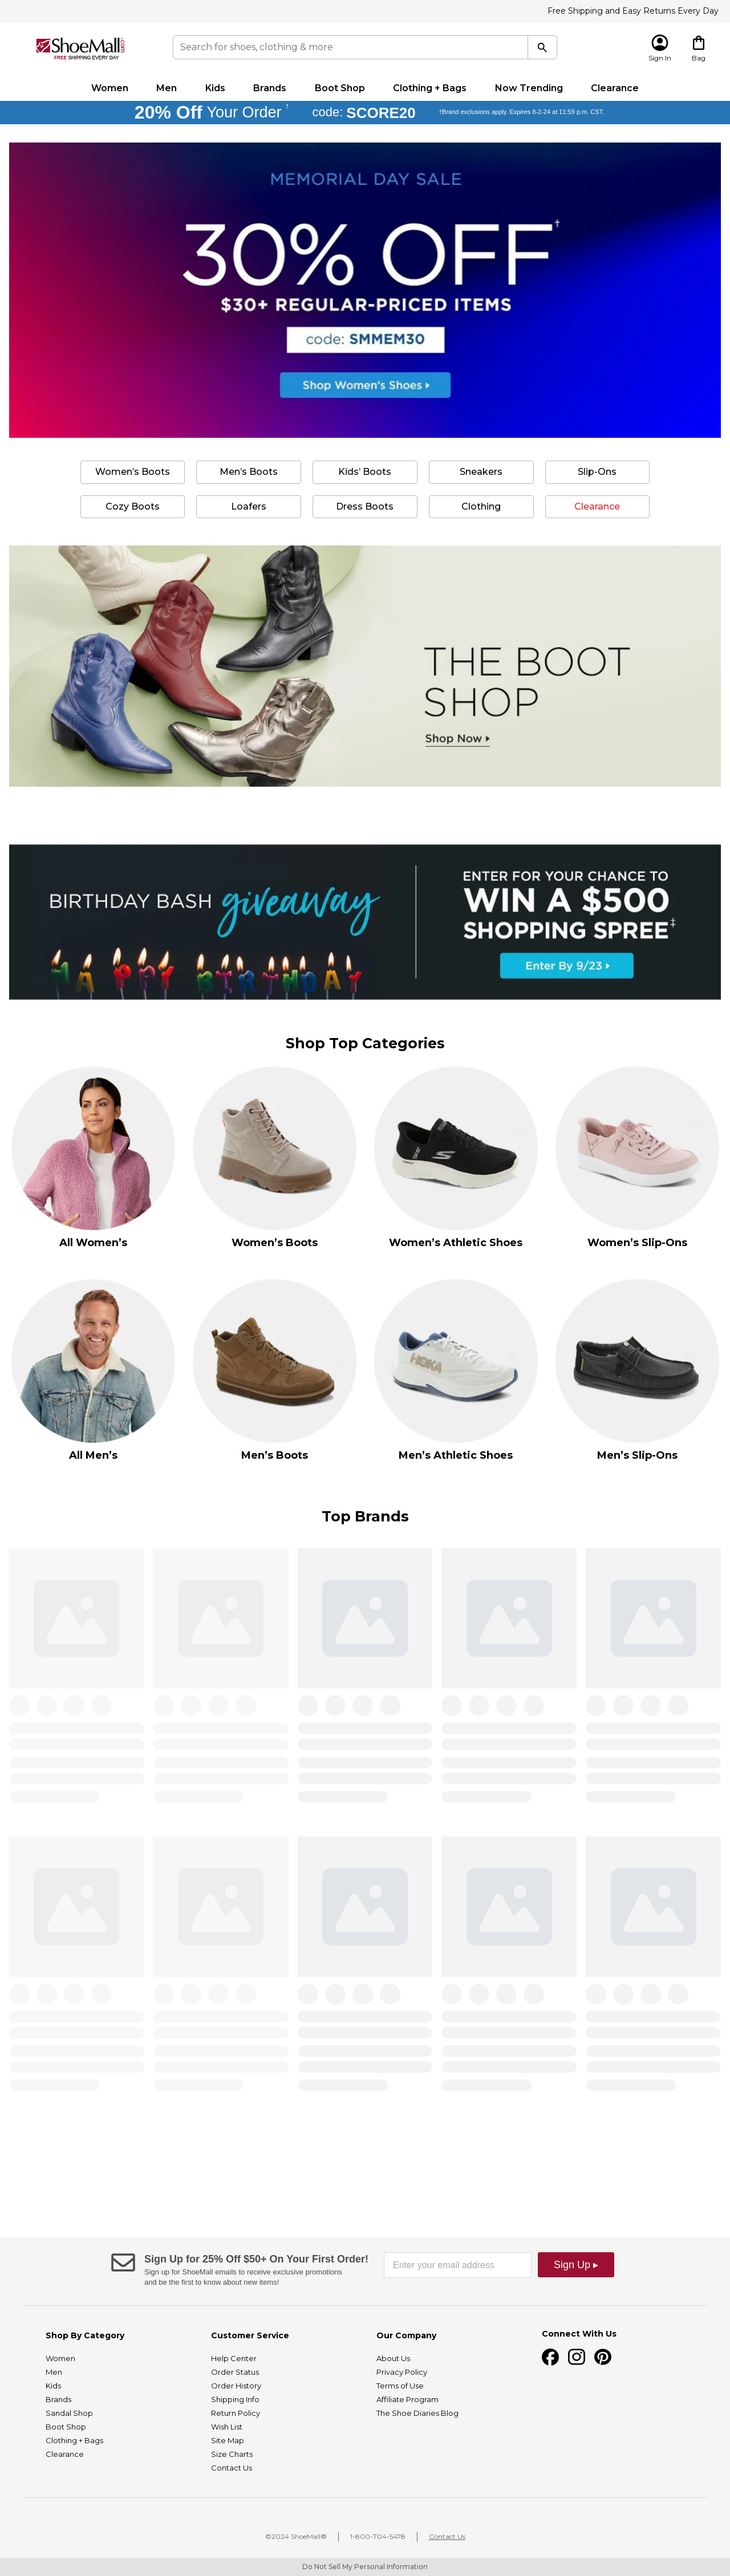 Free Shipping and Easy Returns Every Day
ShoeMall.com
FREE SHIPPING EVERY DAY
Search for shoes, clothing & more
Sign In
Bag
Women Men Kids Brands Boot Shop Clothing + Bags Now Trending Clearance
20% Off Your Order † code: SCORE20 †Brand exclusions apply. Expires 8-2-24 at 11:59 p.m. CST.
MEMORIAL DAY SALE
30% OFF†
$30+ REGULAR-PRICED ITEMS
code: SMMEM30
Shop Women's Shoes
Women's Boots Men's Boots Kids' Boots Sneakers Slip-Ons
Cozy Boots Loafers Dress Boots Clothing Clearance
THE BOOT
SHOP
Shop Now
BIRTHDAY BASH giveaway
HAPPY BIRTHDAY
ENTER FOR YOUR CHANCE TO
WIN A $500
SHOPPING SPREE‡
Enter By 9/23
Shop Top Categories
All Women's
Women's Boots
Women's Athletic Shoes
Women's Slip-Ons
HOKA
All Men's
Men's Boots
Men's Athletic Shoes
Men's Slip-Ons
Top Brands
Sign Up for 25% Off $50+ On Your First Order!
Sign up for ShoeMall emails to receive exclusive promotions
and be the first to know about new items!
Enter your email address
Sign Up ▸
Shop By Category
Women
Men
Kids
Brands
Sandal Shop
Boot Shop
Clothing + Bags
Clearance
Customer Service
Help Center
Order Status
Order History
Shipping Info
Return Policy
Wish List
Site Map
Size Charts
Contact Us
Our Company
About Us
Privacy Policy
Terms of Use
Affiliate Program
The Shoe Diaries Blog
Connect With Us
©2024 ShoeMall® 1-800-704-5478 Contact Us
Do Not Sell My Personal Information